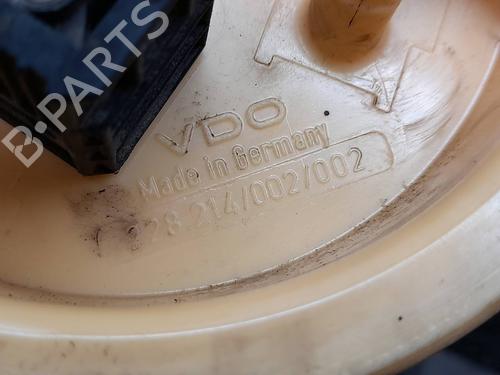 B-PARTS
VDO
Made in Germany
228.214/002/002